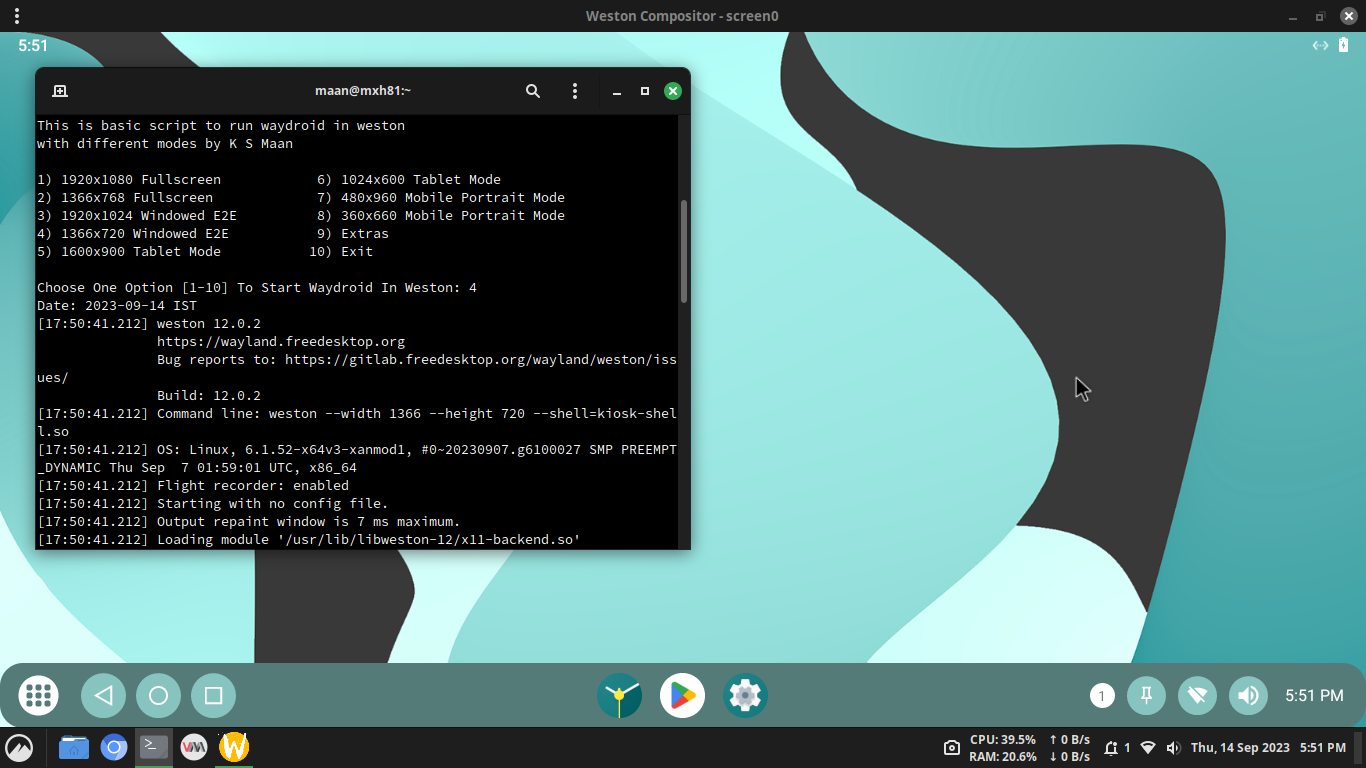 Weston Compositor - screen0
5:51
maan@mxh81:~
This is basic script to run waydroid in weston
with different modes by K S Maan
1) 1920x1080 Fullscreen 6) 1024x600 Tablet Mode
2) 1366x768 Fullscreen 7) 480x960 Mobile Portrait Mode
3) 1920x1024 Windowed E2E 8) 360x660 Mobile Portrait Mode
4) 1366x720 Windowed E2E 9) Extras
5) 1600x900 Tablet Mode 10) Exit
Choose One Option [1-10] To Start Waydroid In Weston: 4
Date: 2023-09-14 IST
[17:50:41.212] weston 12.0.2
https://wayland.freedesktop.org
Bug reports to: https://gitlab.freedesktop.org/wayland/weston/iss
ues/
Build: 12.0.2
[17:50:41.212] Command line: weston --width 1366 --height 720 --shell=kiosk-shel
l.so
[17:50:41.212] OS: Linux, 6.1.52-x64v3-xanmod1, #0~20230907.g6100027 SMP PREEMPT
_DYNAMIC Thu Sep  7 01:59:01 UTC, x86_64
[17:50:41.212] Flight recorder: enabled
[17:50:41.212] Starting with no config file.
[17:50:41.212] Output repaint window is 7 ms maximum.
[17:50:41.212] Loading module '/usr/lib/libweston-12/x11-backend.so'
1 5:51 PM
VM W
CPU: 39.5% ↑ 0 B/s
RAM: 20.6% ↓ 0 B/s
1 Thu, 14 Sep 2023 5:51 PM